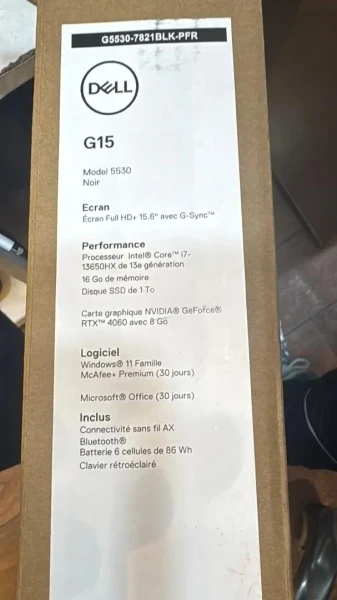 G5530-7821BLK-PFR
DELL
G15
Model 5530
Noir
Ecran
Écran Full HD+ 15.6" avec G-Sync™
Performance
Processeur Intel® Core™ i7-
13650HX de 13e génération
16 Go de mémoire
Disque SSD de 1 To
Carte graphique NVIDIA® GeForce®
RTX™ 4060 avec 8 Go
Logiciel
Windows® 11 Famille
McAfee+ Premium (30 jours)
Microsoft® Office (30 jours)
Inclus
Connectivité sans fil AX
Bluetooth®
Batterie 6 cellules de 86 Wh
Clavier rétroéclairé